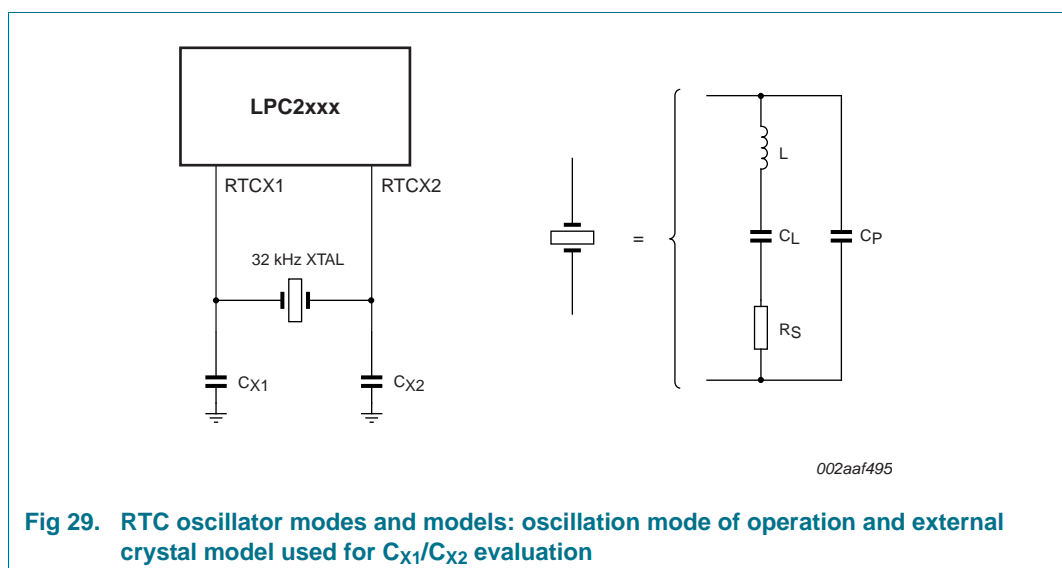 LPC2xxx
RTCX1
RTCX2
32 kHz XTAL
CX1
CX2
=
L
CL
CP
RS
002aaf495
Fig 29. RTC oscillator modes and models: oscillation mode of operation and external
crystal model used for CX1/CX2 evaluation